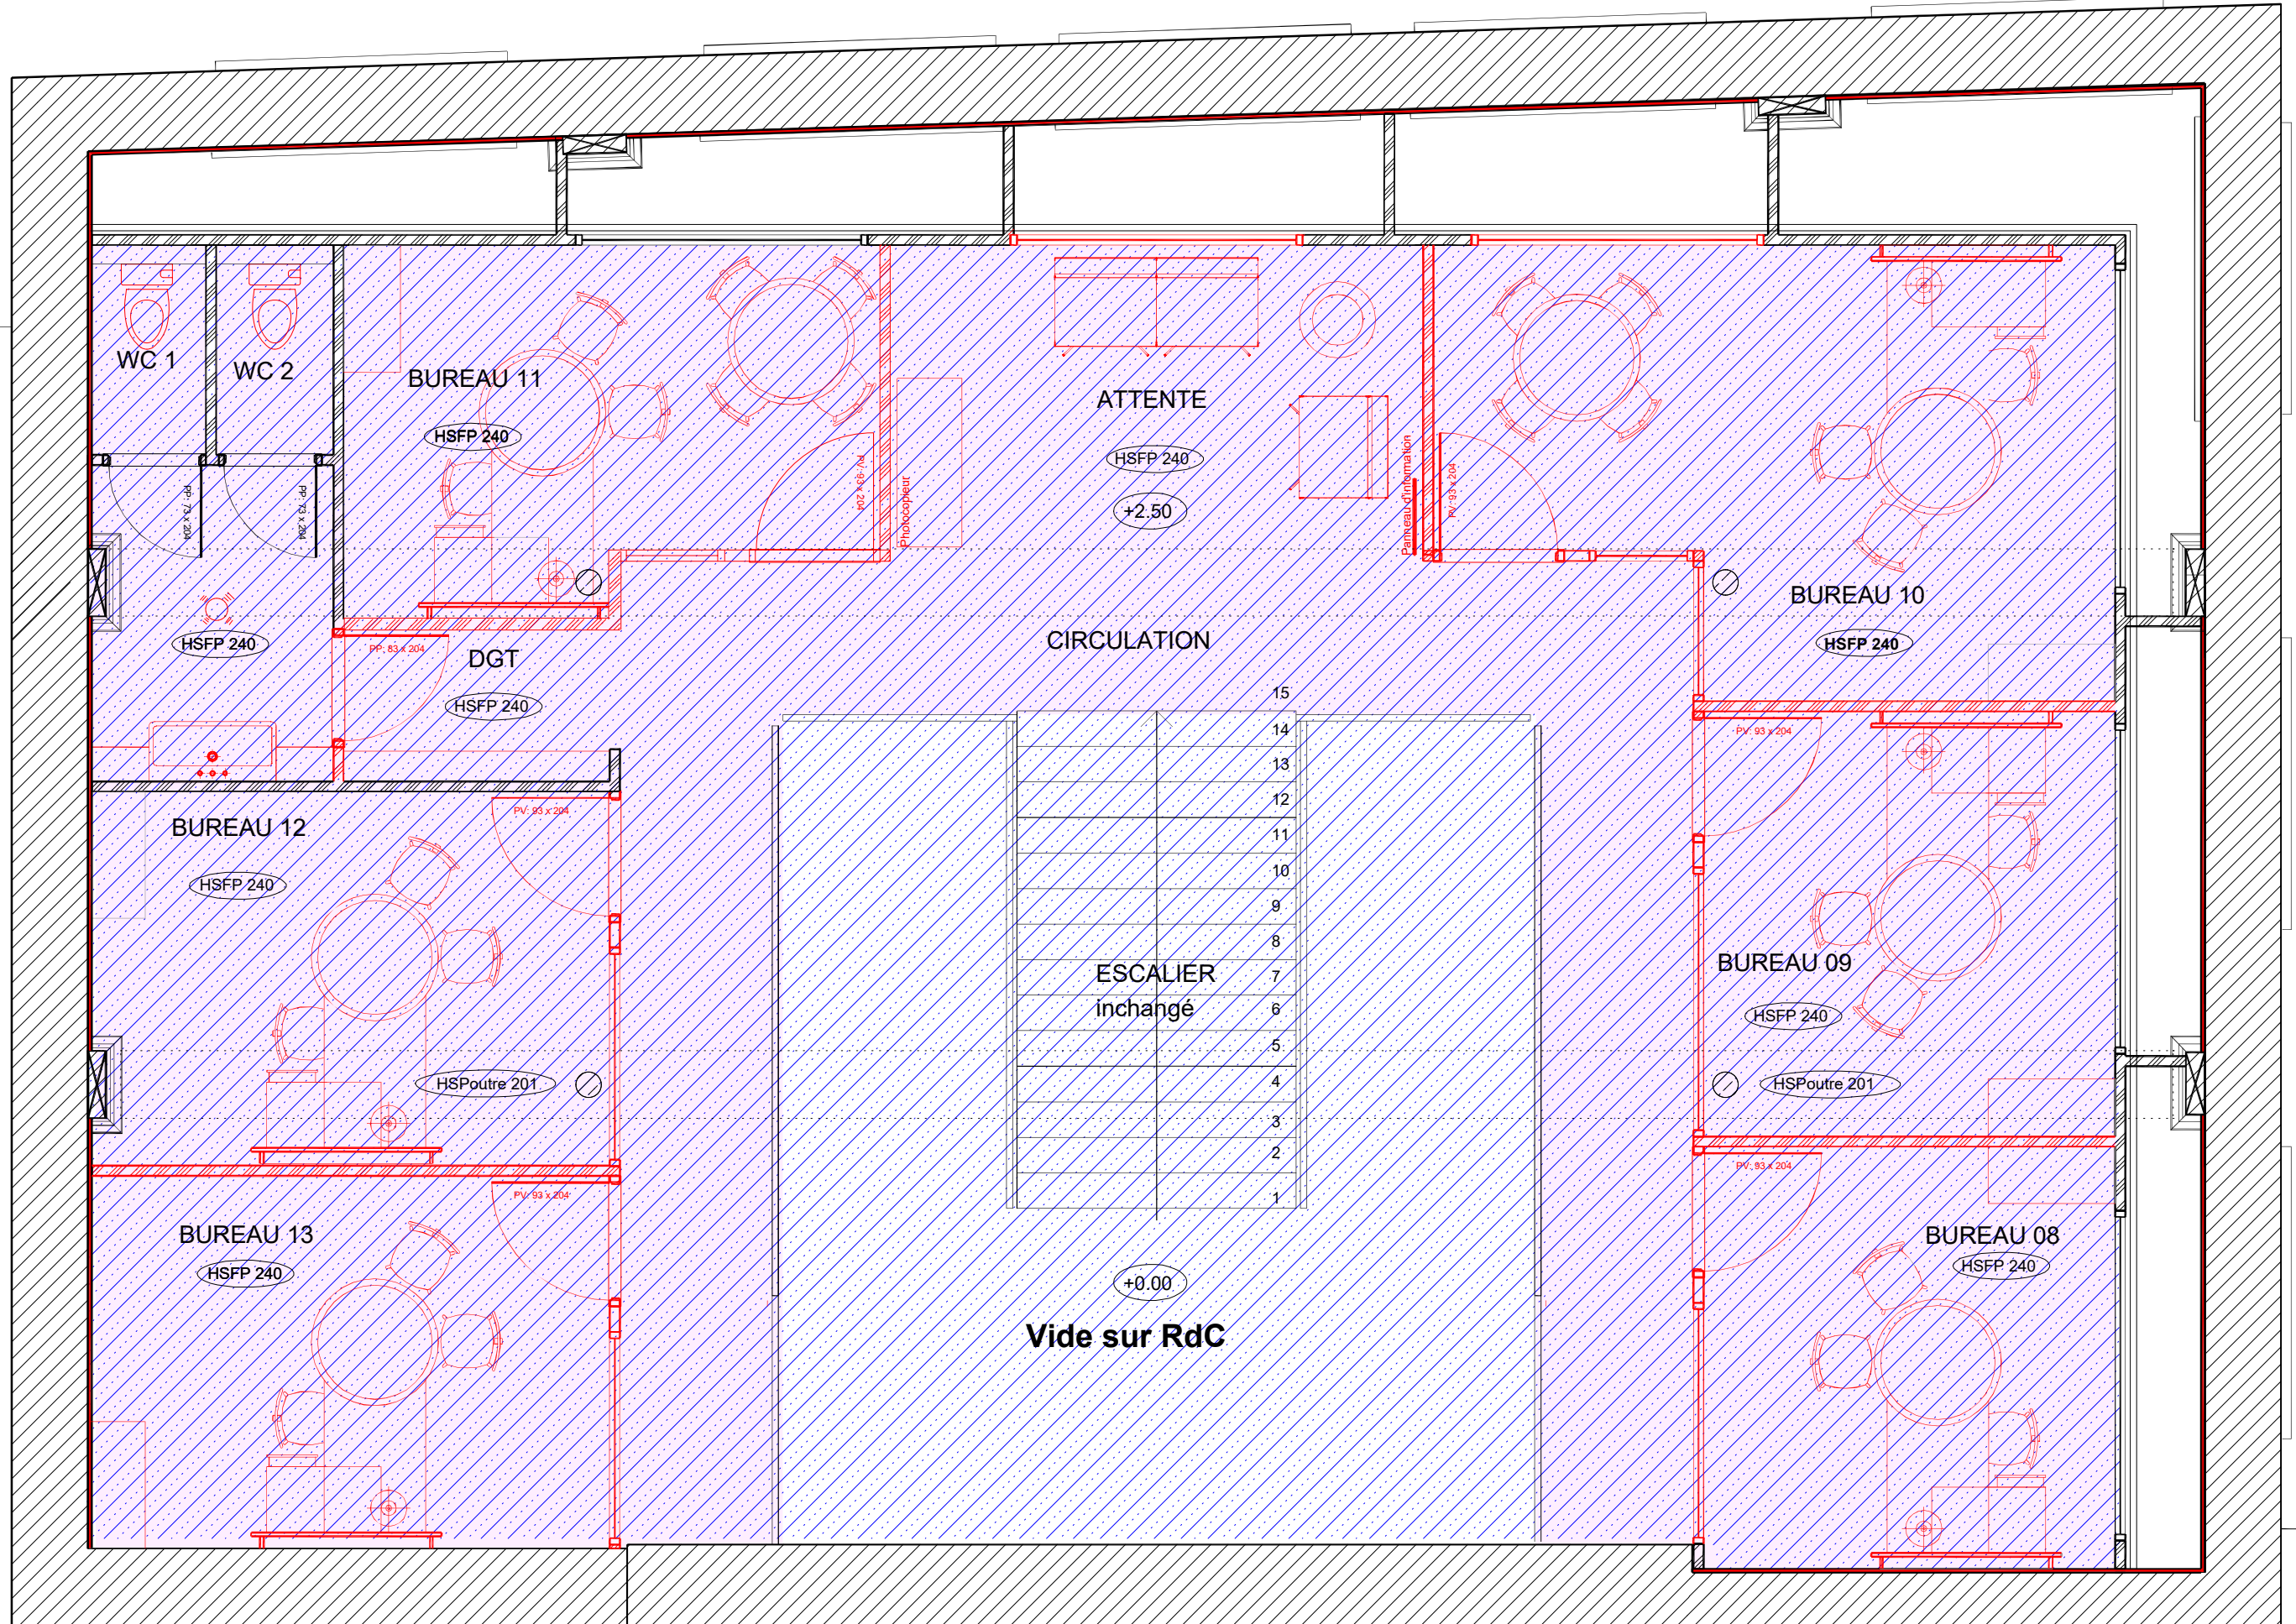 WC 1
WC 2
BUREAU 11
HSFP 240
PV: 93 x 204
Photocopieur
ATTENTE
HSFP 240
+2.50
Panneau d'information
PV: 93 x 204
BUREAU 10
HSFP 240
PP: 73 x 204
PP: 73 x 204
HSFP 240
PP: 83 x 204
DGT
HSFP 240
CIRCULATION
15
14
13
12
11
10
9
8
7
6
5
4
3
2
1
ESCALIER
inchangé
+0.00
Vide sur RdC
BUREAU 12
PV: 93 x 204
HSFP 240
HSPoutre 201
PV: 93 x 204
BUREAU 13
HSFP 240
PV: 93 x 204
BUREAU 09
HSFP 240
HSPoutre 201
PV: 93 x 204
BUREAU 08
HSFP 240